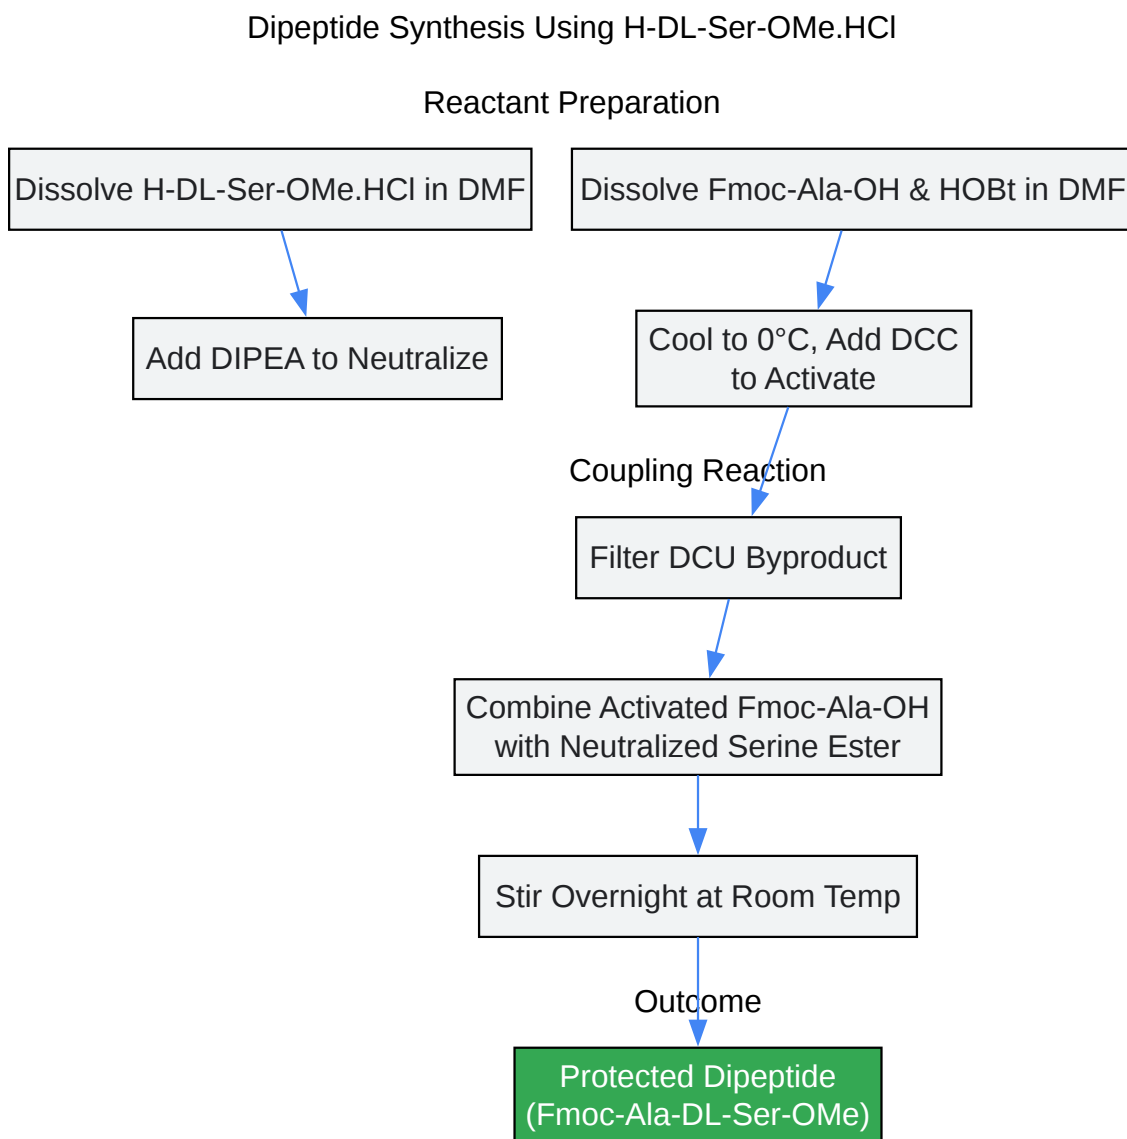 Dipeptide Synthesis Using H-DL-Ser-OMe.HCl
Reactant Preparation
Dissolve H-DL-Ser-OMe.HCl in DMF
Dissolve Fmoc-Ala-OH & HOBt in DMF
Add DIPEA to Neutralize
Cool to 0°C, Add DCC
to Activate
Coupling Reaction
Filter DCU Byproduct
Combine Activated Fmoc-Ala-OH
with Neutralized Serine Ester
Stir Overnight at Room Temp
Outcome
Protected Dipeptide
(Fmoc-Ala-DL-Ser-OMe)